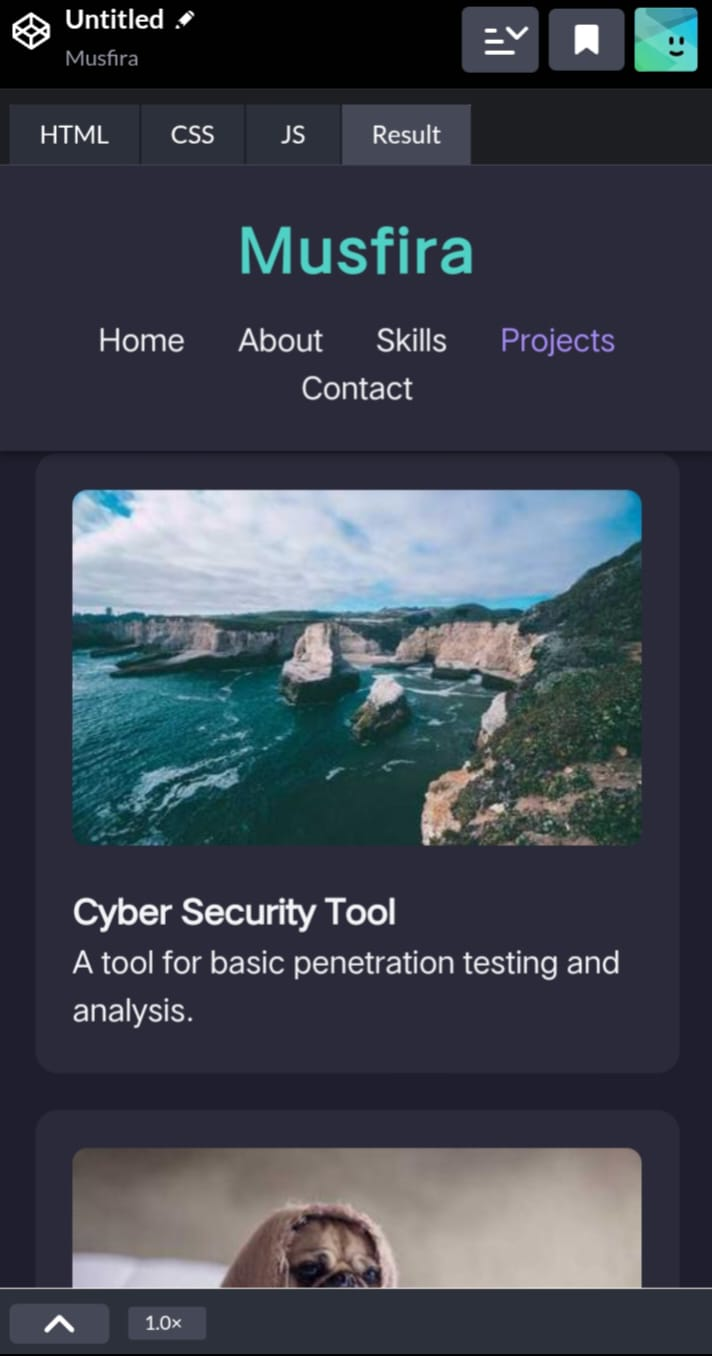 Untitled
Musfira
HTML CSS JS Result
Musfira
Home About Skills Projects
Contact
Cyber Security Tool
A tool for basic penetration testing and
analysis.
1.0×